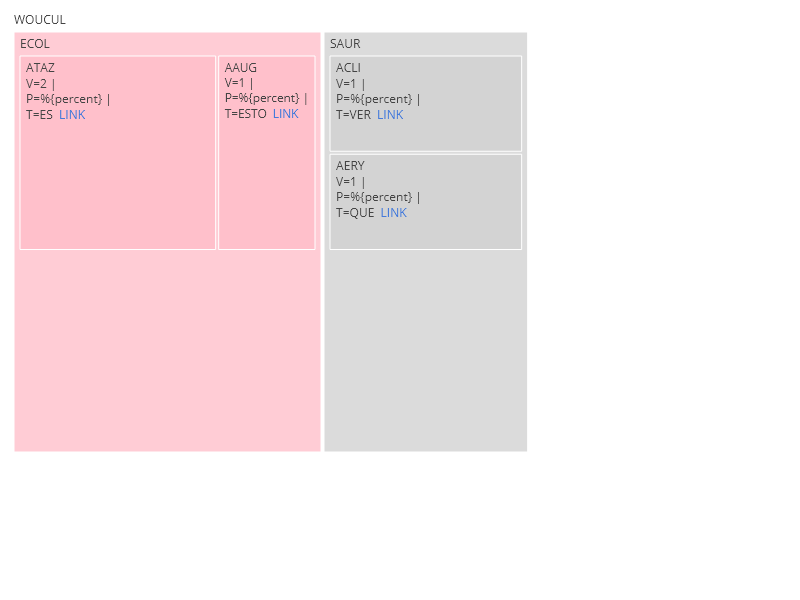 WOUCUL
ECOL
ATAZ
V=2 |
P=%{percent} |
T=ES LINK
AAUG
V=1 |
P=%{percent} |
T=ESTO LINK
SAUR
ACLI
V=1 |
P=%{percent} |
T=VER LINK
AERY
V=1 |
P=%{percent} |
T=QUE LINK